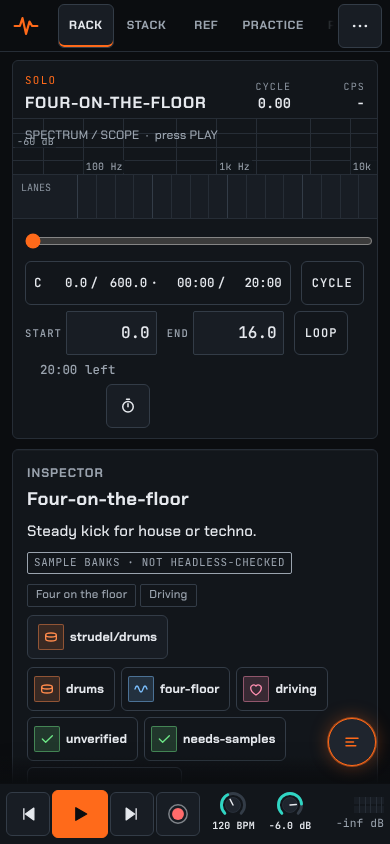 RACK STACK REF PRACTICE
SOLO
CYCLE CPS
FOUR-ON-THE-FLOOR 0.00 -
SPECTRUM / SCOPE · press PLAY
-60 dB
100 Hz 1k Hz 10k
LANES
C 0.0 / 600.0 · 00:00 / 20:00 CYCLE
START 0.0 END 16.0 LOOP
20:00 left
INSPECTOR
Four-on-the-floor
Steady kick for house or techno.
SAMPLE BANKS · NOT HEADLESS-CHECKED
Four on the floor Driving
strudel/drums
drums four-floor driving
unverified needs-samples
120 BPM -6.0 dB -inf dB